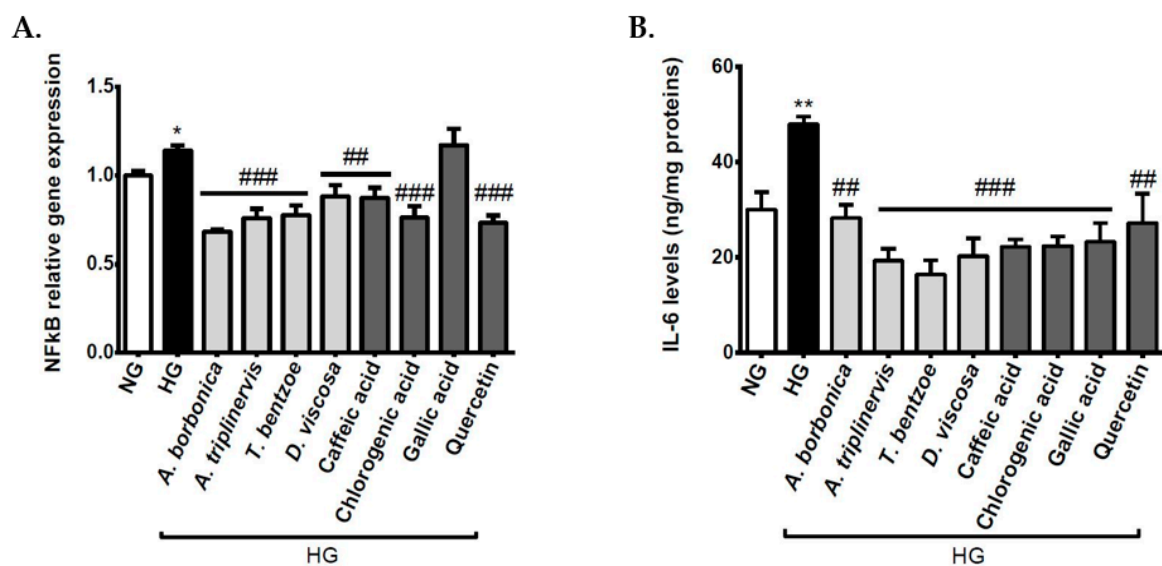 A.
NFkB relative gene expression
1.5
1.0
0.5
0.0
*
###
##
###
###
NG
HG
A. borbonica
A. triplinervis
T. bentzoe
D. viscosa
Caffeic acid
Chlorogenic acid
Gallic acid
Quercetin
HG
B.
IL-6 levels (ng/mg proteins)
60
40
20
0
**
##
###
##
NG
HG
A. borbonica
A. triplinervis
T. bentzoe
D. viscosa
Caffeic acid
Chlorogenic acid
Gallic acid
Quercetin
HG